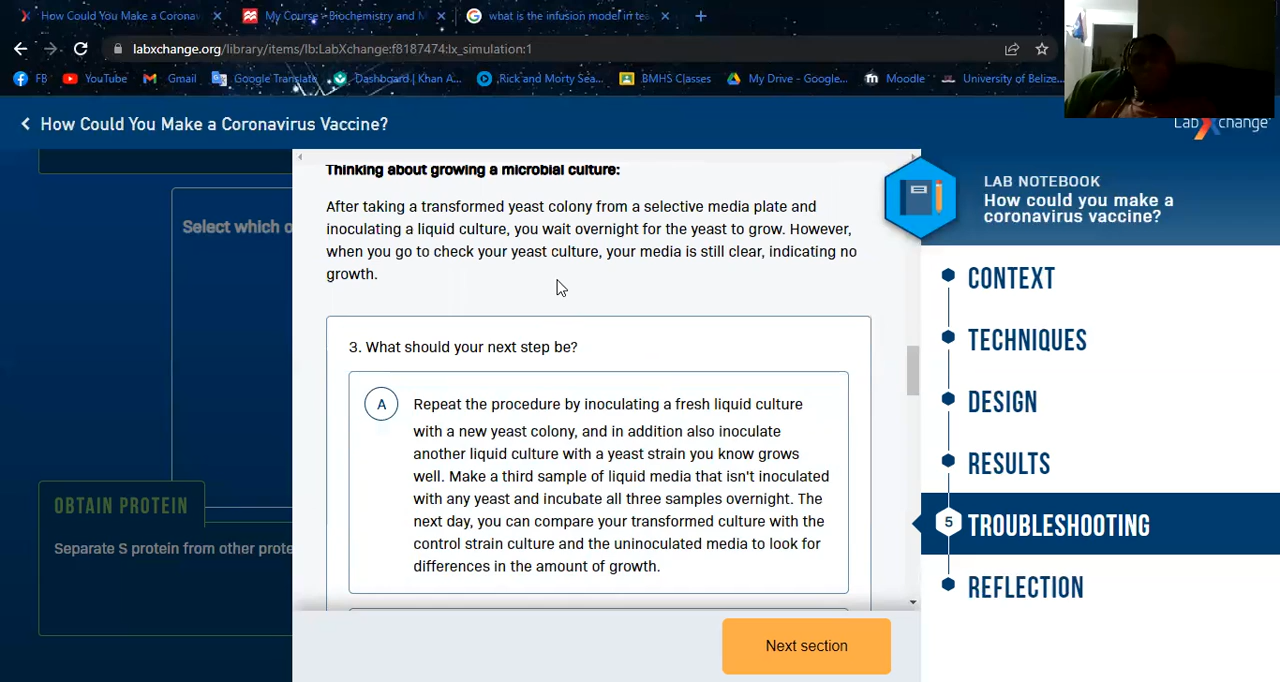 How Could You Make a Coronav
My Course - Biochemistry and M
what is the infusion model in tea
labxchange.org/library/items/lb:LabXchange:f8187474:lx_simulation:1
FB
YouTube
Gmail
Google Translate
Dashboard | Khan A...
Rick and Morty Sea...
BMHS Classes
My Drive - Google...
Moodle
University of Belize...
How Could You Make a Coronavirus Vaccine?
LabXchange
Select which o
OBTAIN PROTEIN
Separate S protein from other prote
Thinking about growing a microbial culture:
After taking a transformed yeast colony from a selective media plate and
inoculating a liquid culture, you wait overnight for the yeast to grow. However,
when you go to check your yeast culture, your media is still clear, indicating no
growth.
3. What should your next step be?
A
Repeat the procedure by inoculating a fresh liquid culture
with a new yeast colony, and in addition also inoculate
another liquid culture with a yeast strain you know grows
well. Make a third sample of liquid media that isn't inoculated
with any yeast and incubate all three samples overnight. The
next day, you can compare your transformed culture with the
control strain culture and the uninoculated media to look for
differences in the amount of growth.
Next section
LAB NOTEBOOK
How could you make a
coronavirus vaccine?
CONTEXT
TECHNIQUES
DESIGN
RESULTS
5 TROUBLESHOOTING
REFLECTION